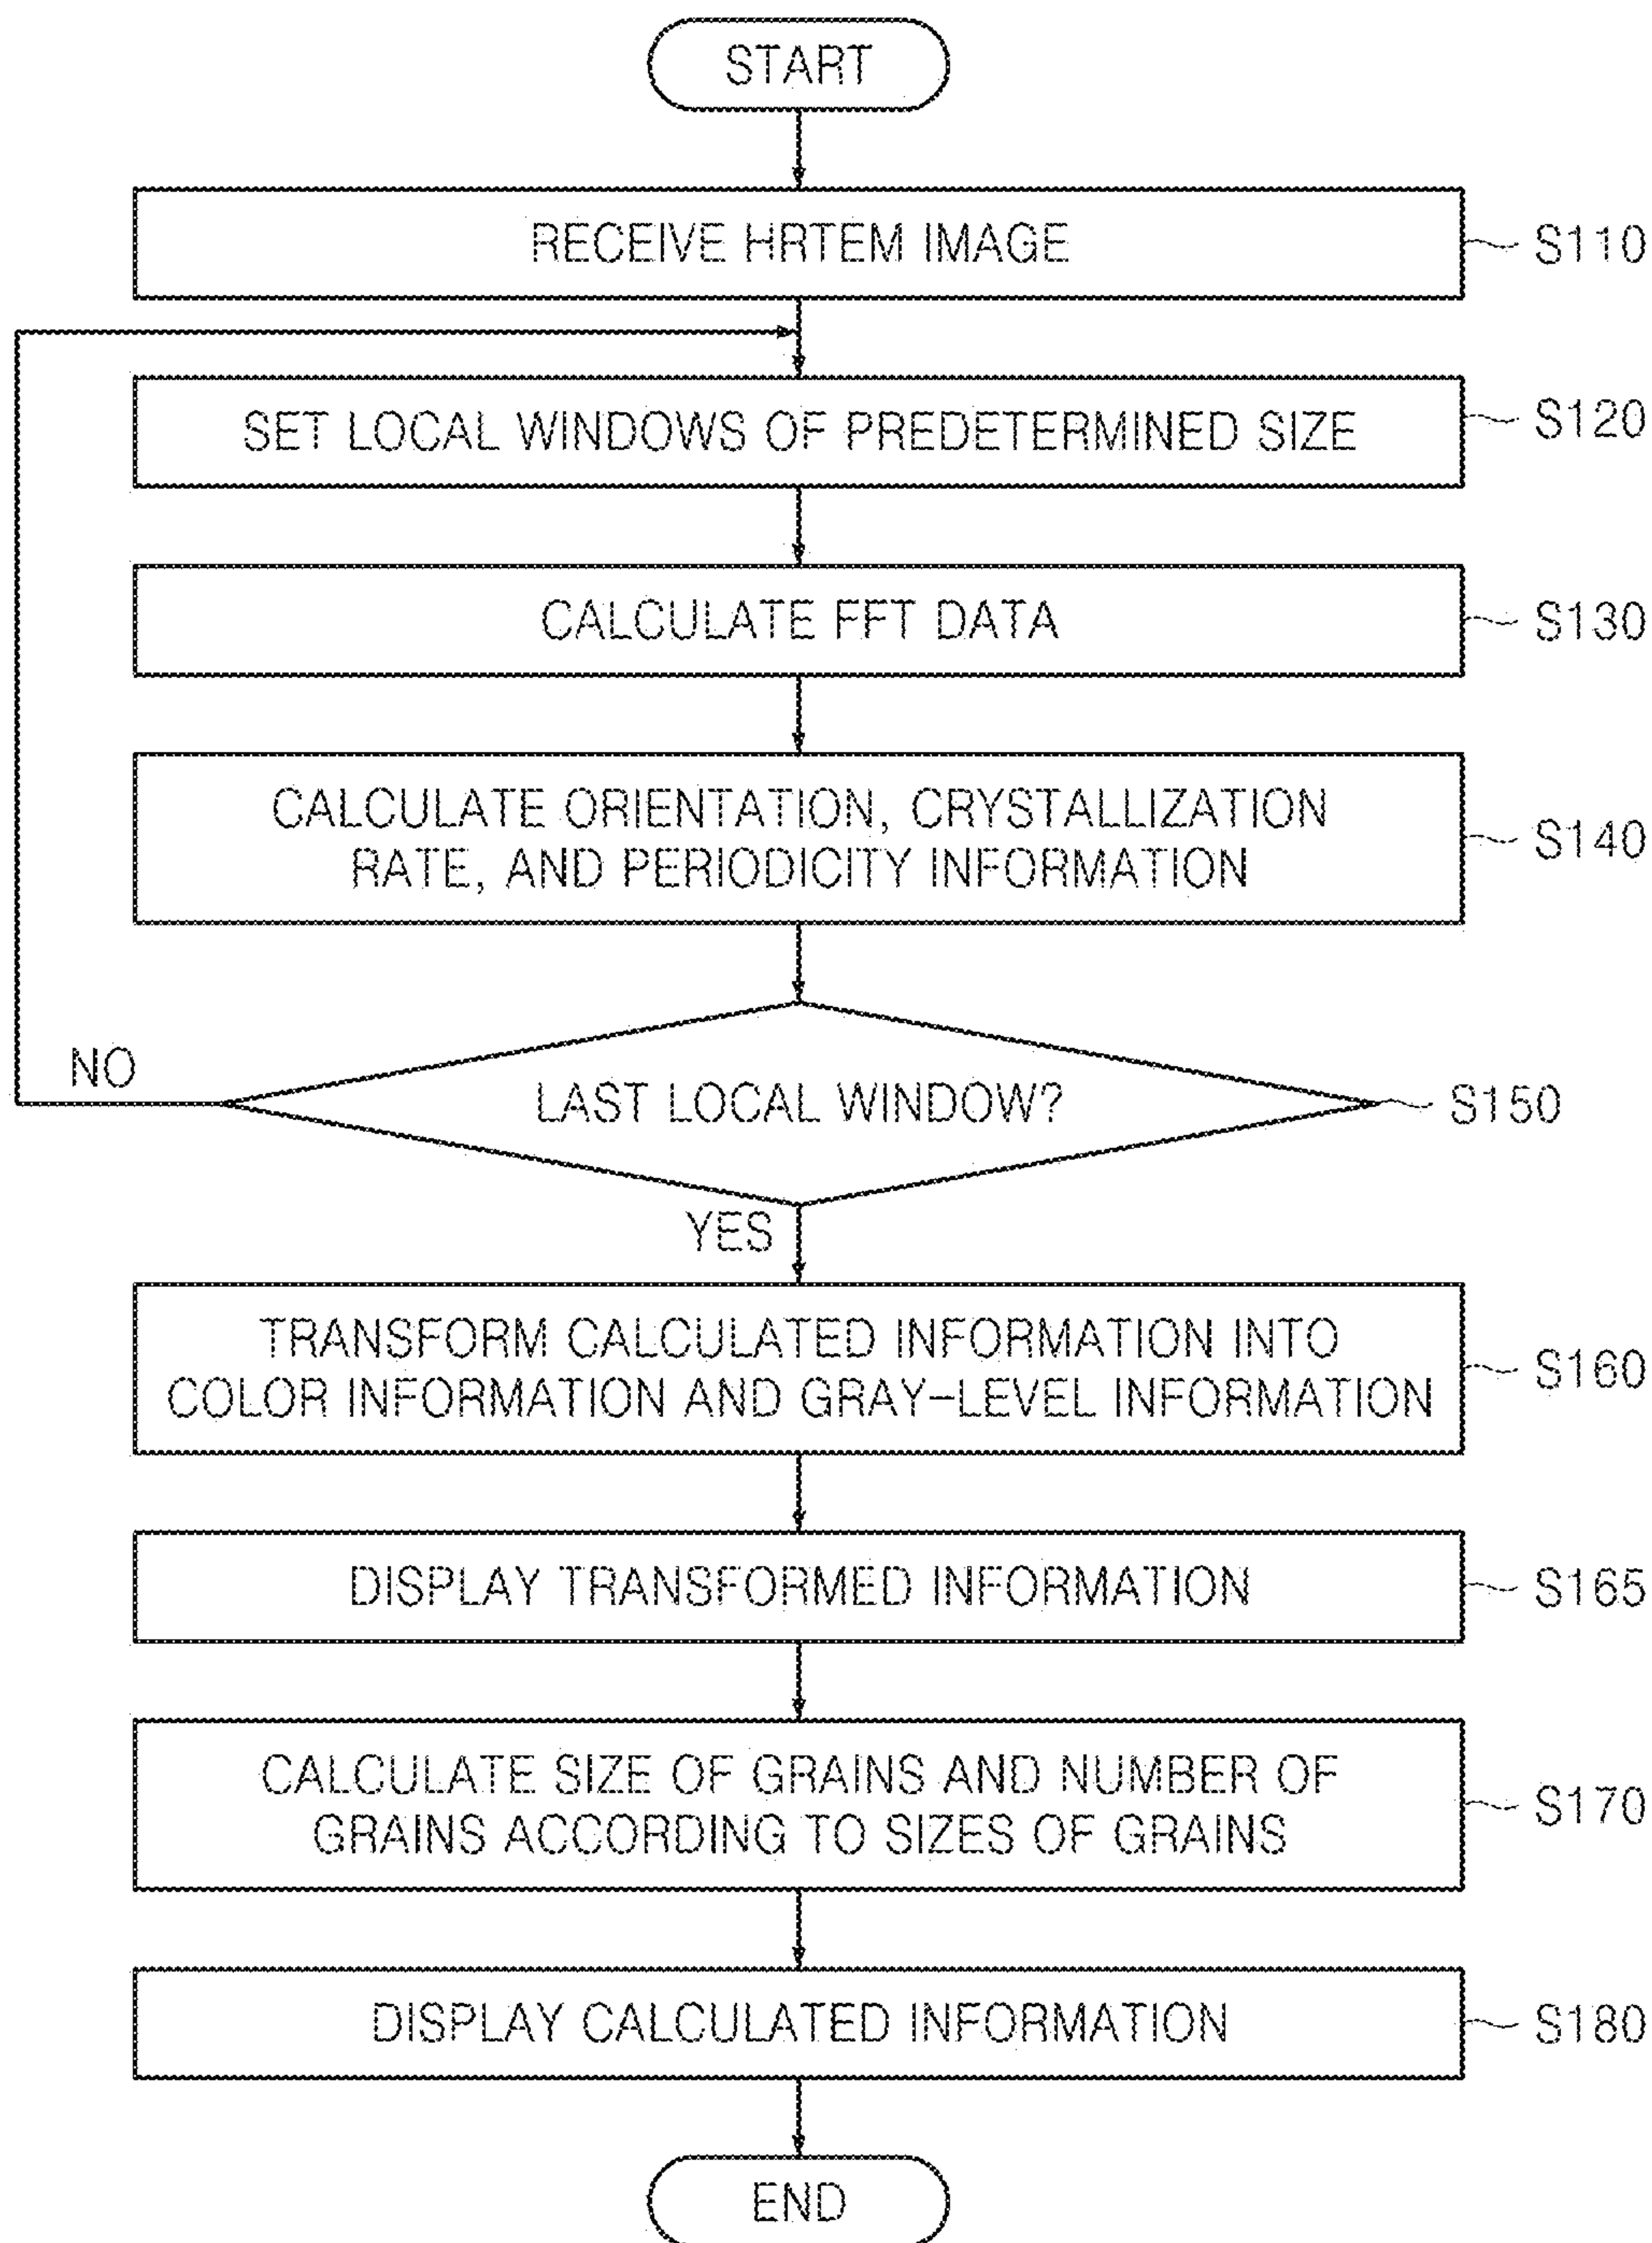 START
RECEIVE HRTEM IMAGE
S110
SET LOCAL WINDOWS OF PREDETERMINED SIZE
S120
CALCULATE FFT DATA
S130
CALCULATE ORIENTATION, CRYSTALLIZATION
RATE, AND PERIODICITY INFORMATION
S140
NO
LAST LOCAL WINDOW?
S150
YES
TRANSFORM CALCULATED INFORMATION INTO
COLOR INFORMATION AND GRAY-LEVEL INFORMATION
S160
DISPLAY TRANSFORMED INFORMATION
S165
CALCULATE SIZE OF GRAINS AND NUMBER OF
GRAINS ACCORDING TO SIZES OF GRAINS
S170
DISPLAY CALCULATED INFORMATION
S180
END